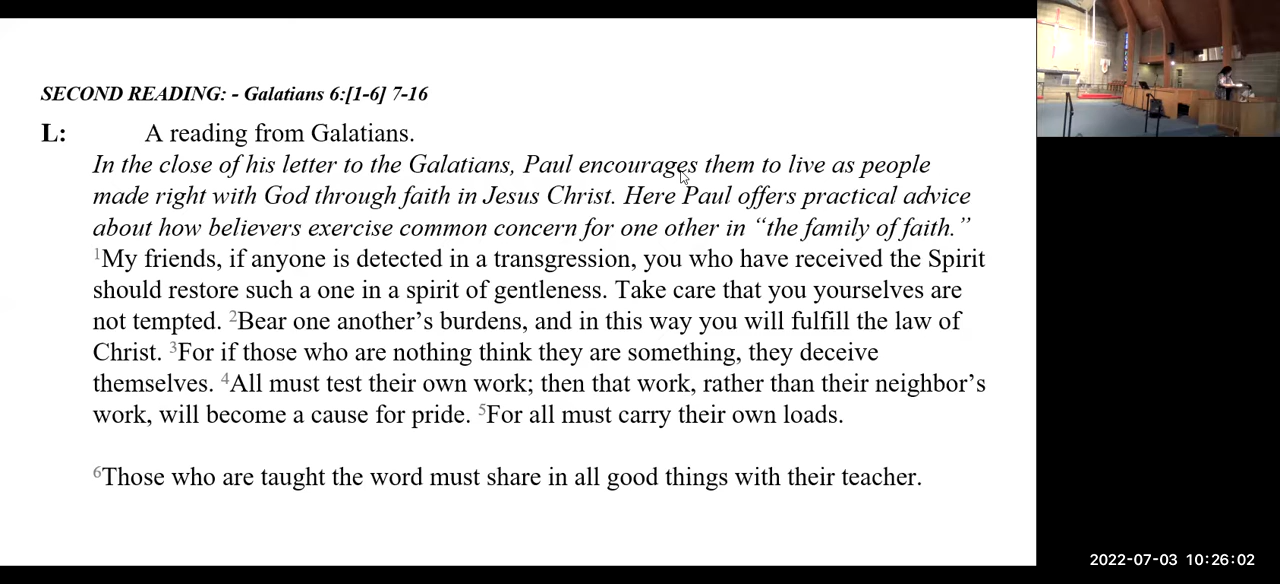 SECOND READING: - Galatians 6:[1-6] 7-16
L: A reading from Galatians.
In the close of his letter to the Galatians, Paul encourages them to live as people
made right with God through faith in Jesus Christ. Here Paul offers practical advice
about how believers exercise common concern for one other in “the family of faith.”
¹My friends, if anyone is detected in a transgression, you who have received the Spirit
should restore such a one in a spirit of gentleness. Take care that you yourselves are
not tempted. ²Bear one another’s burdens, and in this way you will fulfill the law of
Christ. ³For if those who are nothing think they are something, they deceive
themselves. ⁴All must test their own work; then that work, rather than their neighbor’s
work, will become a cause for pride. ⁵For all must carry their own loads.
⁶Those who are taught the word must share in all good things with their teacher.
2022-07-03 10:26:02